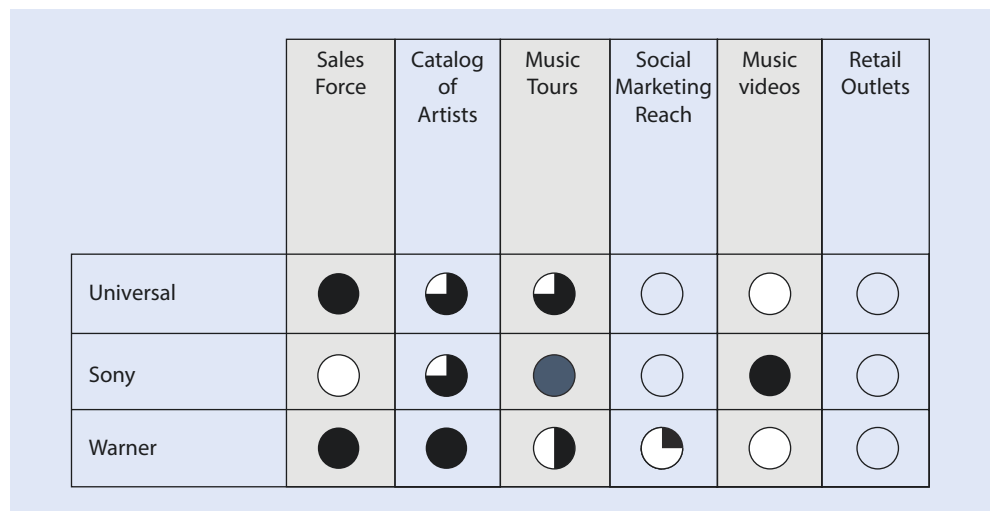 Sales
Force
Catalog
of
Artists
Music
Tours
Social
Marketing
Reach
Music
videos
Retail
Outlets
Universal
Sony
Warner